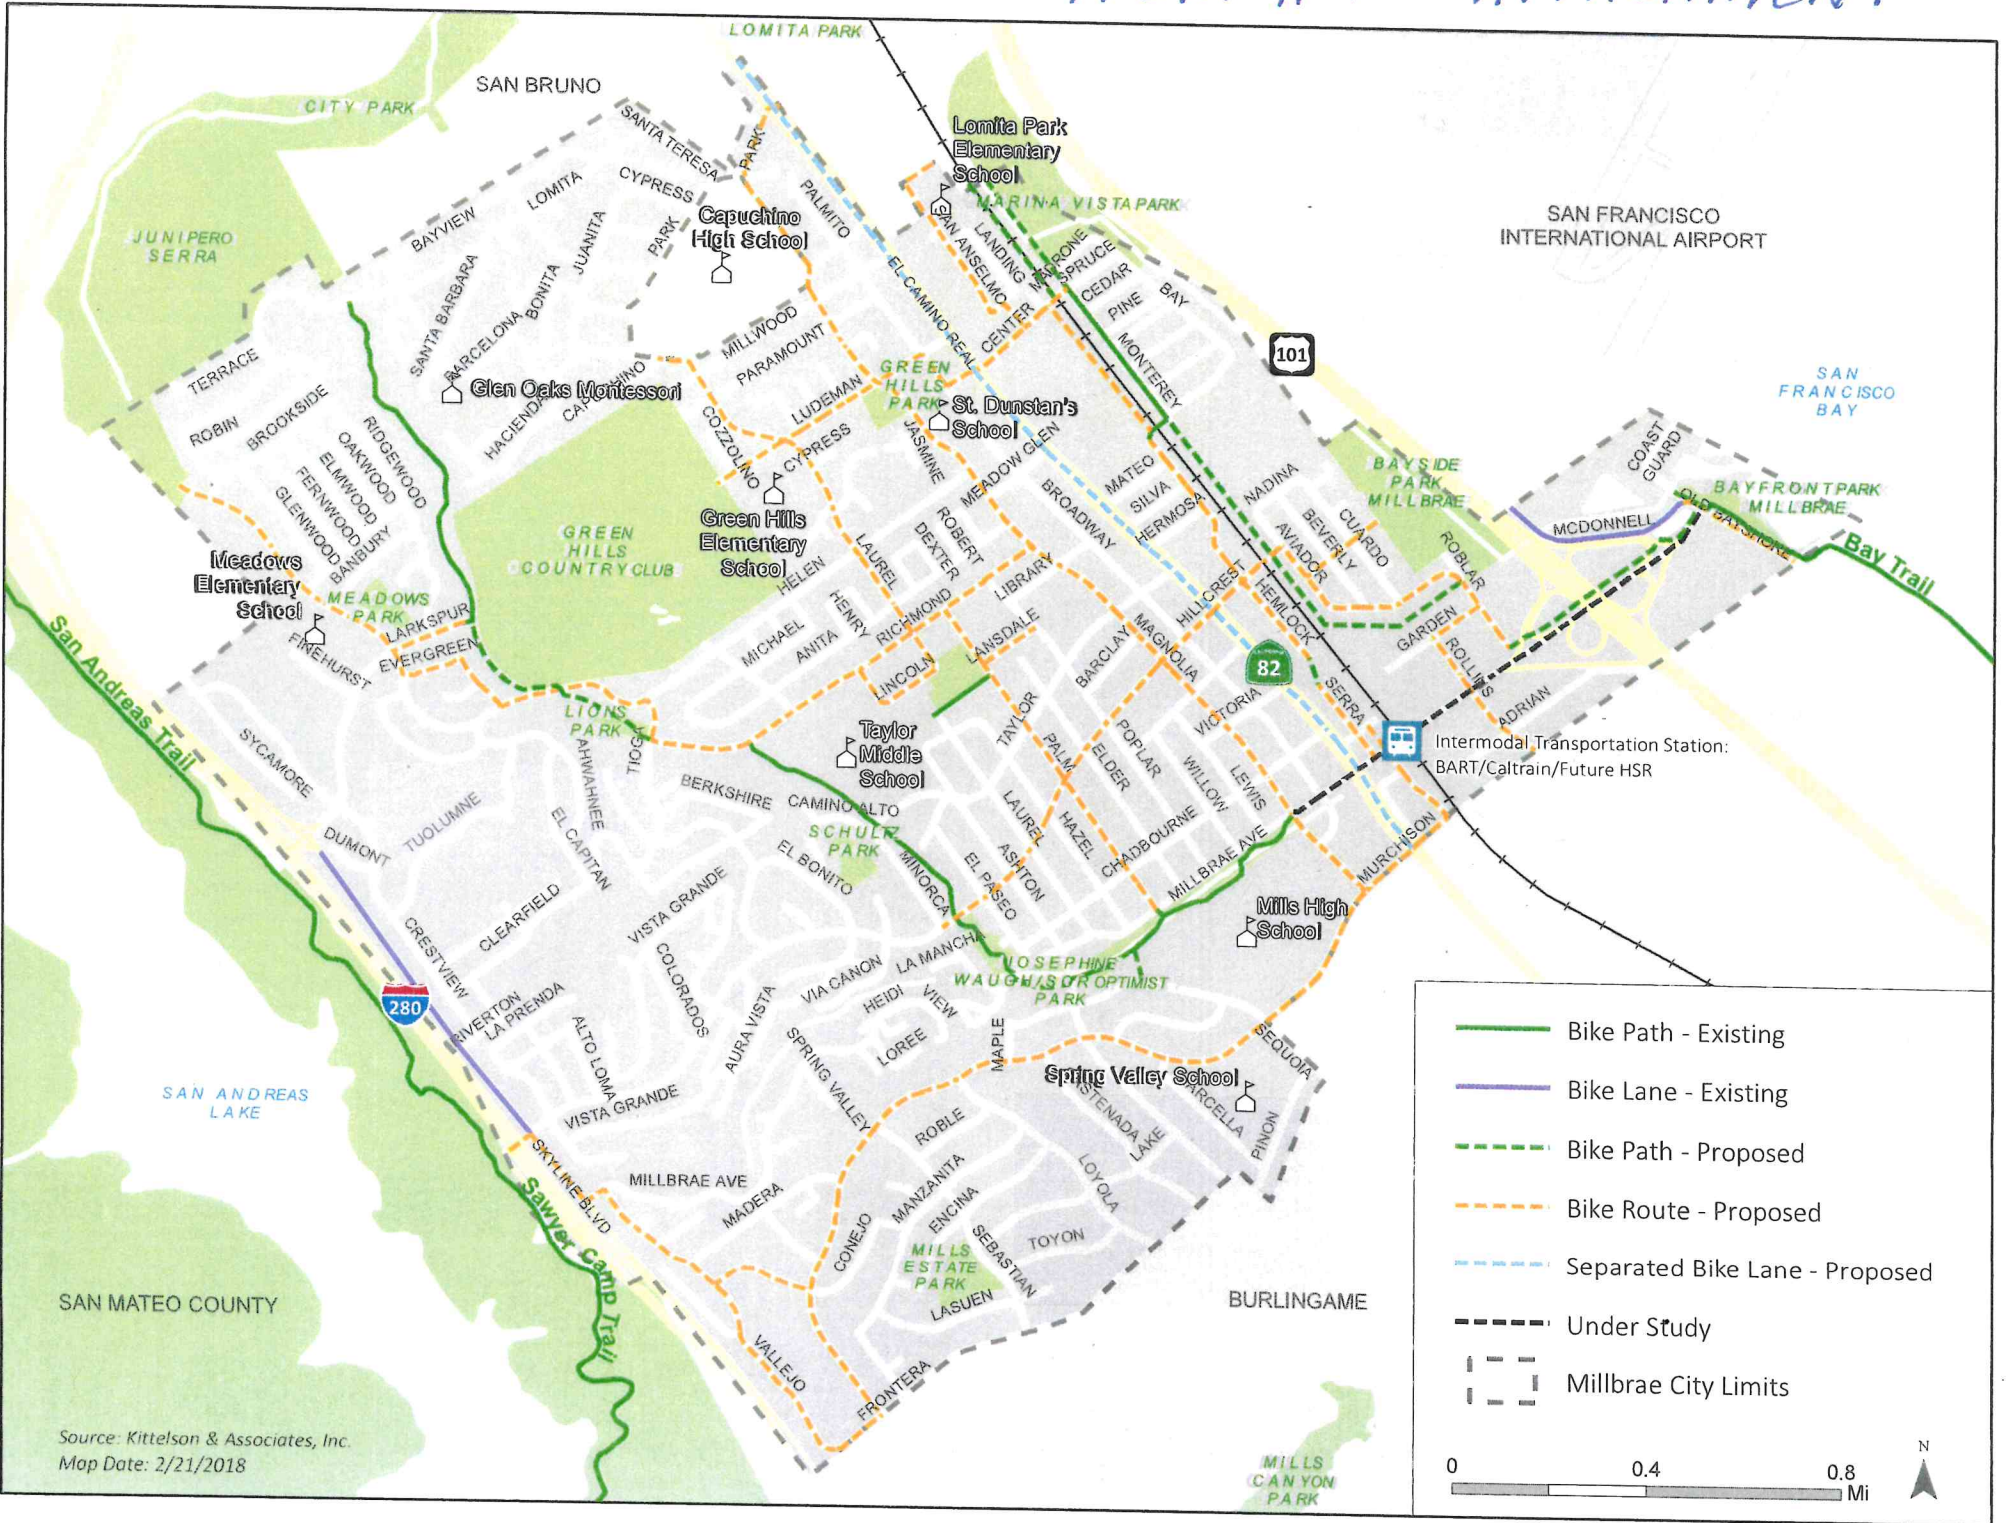 LOMITA PARK
SAN BRUNO
CITY PARK
SANTA TERESA
PARK
Lomita Park
Elementary
School
LOMITA
CYPRESS
PALMITO
MARINA VISTA PARK
SAN FRANCISCO
INTERNATIONAL AIRPORT
JUNIPERO
SERRA
BAYVIEW
JUANITA
PARK
Capuchino
High School
SAN ANSELMO
LANDING
MADRONE
SPRUCE
CEDAR
PINE
BAY
SANTA BARBARA
BONITA
BARCELONA
EL CAMINO REAL
CENTER
MONTEREY
101
MILLWOOD
PARAMOUNT
TERRACE
GREEN
HILLS
PARK
SAN
FRANCISCO
BAY
Glen Oaks Montessori
HACIENDA
CAPUCHINO
LUDEMAN
St. Dunstan's
School
ROBIN
BROOKSIDE
RIDGEWOOD
OAKWOOD
ELMWOOD
FERNWOOD
GLENWOOD
BANBURY
COZZOLINO
CYPRESS
JASMINE
MEADOW GLEN
MATEO
SILVA
HERMOSA
NADINA
BAYSIDE
PARK
MILLBRAE
COAST
GUARD
BAYFRONT PARK
MILLBRAE
OLD BAYSHORE
MCDONNELL
Bay Trail
GREEN
HILLS
COUNTRY CLUB
Green Hills
Elementary
School
BROADWAY
ROBERT
DEXTER
LAUREL
HELEN
HENRY
RICHMOND
LIBRARY
AVIADOR
BEVERLY
CUARDO
ROBLAR
Meadows
Elementary
School
MEADOWS
PARK
LARKSPUR
EVERGREEN
PINEHURST
MICHAEL
ANITA
LINCOLN
LANSDALE
BARCLAY
MAGNOLIA
HILLCREST
HEMLOCK
GARDEN
ROLLINS
ADRIAN
82
San Andreas Trail
SYCAMORE
LIONS
PARK
TIOGA
AHWAHNEE
Taylor
Middle
School
TAYLOR
PALM
ELDER
POPLAR
VICTORIA
SERRA
Intermodal Transportation Station:
BART/Caltrain/Future HSR
WILLOW
LEWIS
BERKSHIRE
CAMINO ALTO
DUMONT
TUOLUMNE
EL CAPITAN
SCHULTZ
PARK
EL BONITO
MINORCA
LAUREL
HAZEL
CHADBOURNE
MILLBRAE AVE
MURCHISON
EL PASEO
ASHTON
CLEARFIELD
VISTA GRANDE
CRESTVIEW
COLORADOS
Mills High
School
LA MANCHA
VIA CANON
JOSEPHINE
WAUGH/SOR OPTIMIST
PARK
280
RIVERTON
LA PRENDA
HEIDI
VIEW
AURA VISTA
ALTO LOMA
SPRING VALLEY
LOREE
MAPLE
SEQUOIA
Spring Valley School
SAN ANDREAS
LAKE
VISTA GRANDE
ROBLE
LAKE
PINON
SKYLINE BLVD
MILLBRAE AVE
MADERA
MANZANITA
ENCINA
LOYOLA
CONEJO
SEBASTIAN
TOYON
Sawyer Camp Trail
MILLS
ESTATE
PARK
LASUEN
SAN MATEO COUNTY
BURLINGAME
VALLEJO
FRONTERA
Source: Kittelson & Associates, Inc.
Map Date: 2/21/2018
MILLS
CANYON
PARK
Bike Path - Existing
Bike Lane - Existing
Bike Path - Proposed
Bike Route - Proposed
Separated Bike Lane - Proposed
Under Study
Millbrae City Limits
0 0.4 0.8
Mi
N